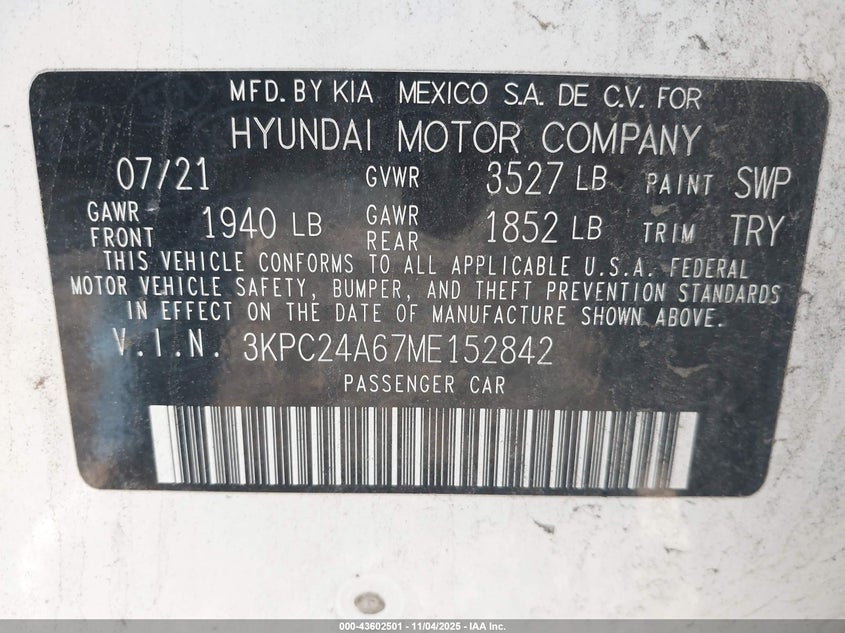 MFD. BY KIA MEXICO S.A. DE C.V. FOR
HYUNDAI MOTOR COMPANY
07/21 GVWR 3527 LB PAINT SWP
GAWR FRONT 1940 LB GAWR REAR 1852 LB TRIM TRY
THIS VEHICLE CONFORMS TO ALL APPLICABLE U.S.A. FEDERAL
MOTOR VEHICLE SAFETY, BUMPER, AND THEFT PREVENTION STANDARDS
IN EFFECT ON THE DATE OF MANUFACTURE SHOWN ABOVE.
V.I.N. 3KPC24A67ME152842
PASSENGER CAR
000-43602501 - 11/04/2025 - IAA Inc.